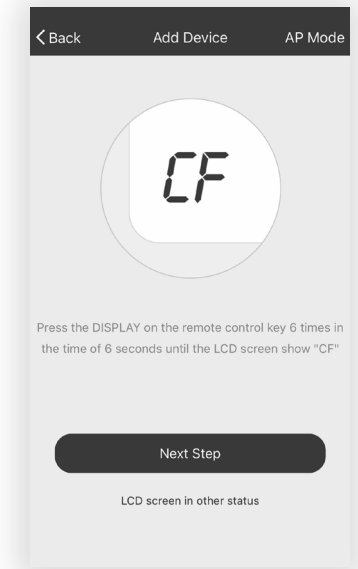 Back Add Device AP Mode
CF
Press the DISPLAY on the remote control key 6 times in
the time of 6 seconds until the LCD screen show "CF"
Next Step
LCD screen in other status